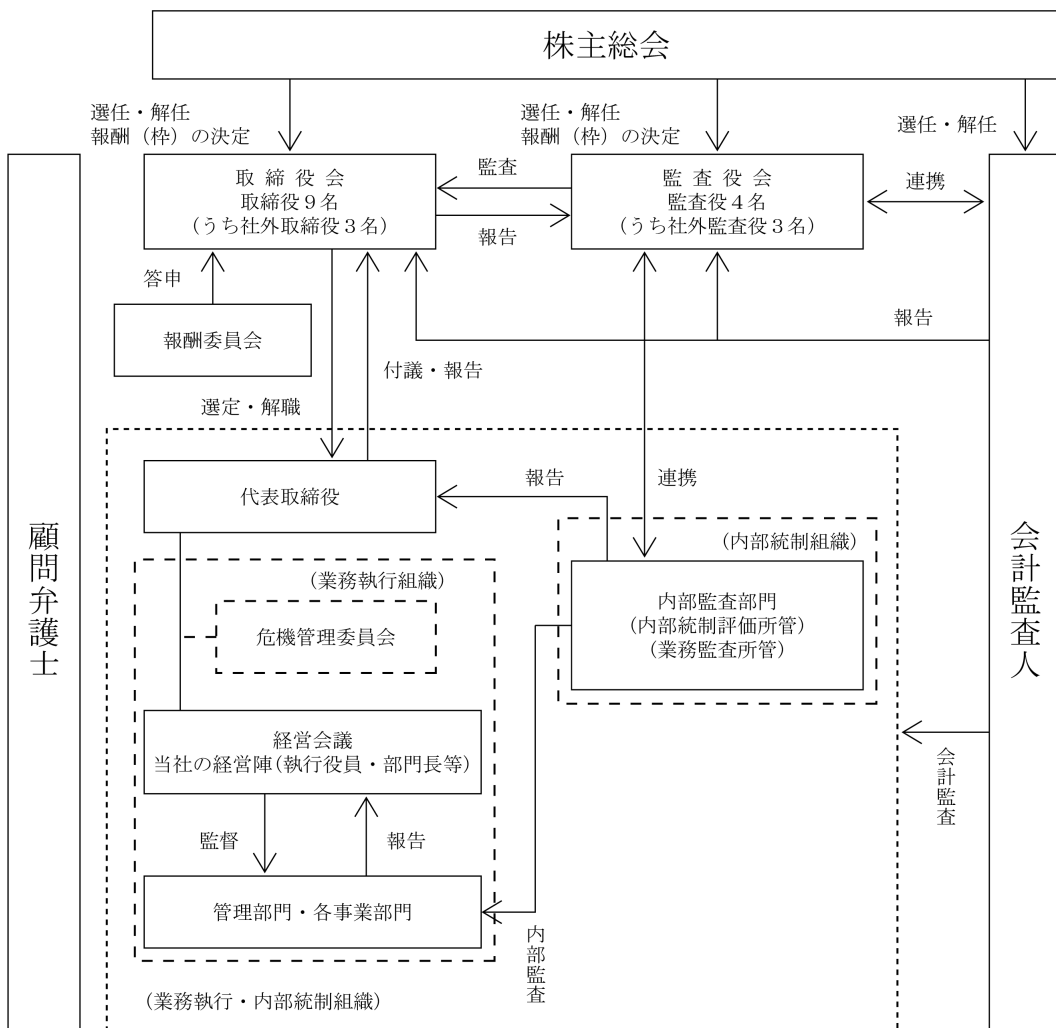 株主総会
選任・解任
報酬（枠）の決定
選任・解任
報酬（枠）の決定
選任・解任
取締役会
取締役９名
（うち社外取締役３名）
監査
報告
監査役会
監査役４名
（うち社外監査役３名）
連携
答申
報酬委員会
報告
付議・報告
選定・解職
代表取締役
報告
連携
（内部統制組織）
内部監査部門
（内部統制評価所管）
（業務監査所管）
（業務執行組織）
危機管理委員会
経営会議
当社の経営陣（執行役員・部門長等）
監督
報告
管理部門・各事業部門
内部監査
会計監査
（業務執行・内部統制組織）
顧問弁護士
会計監査人